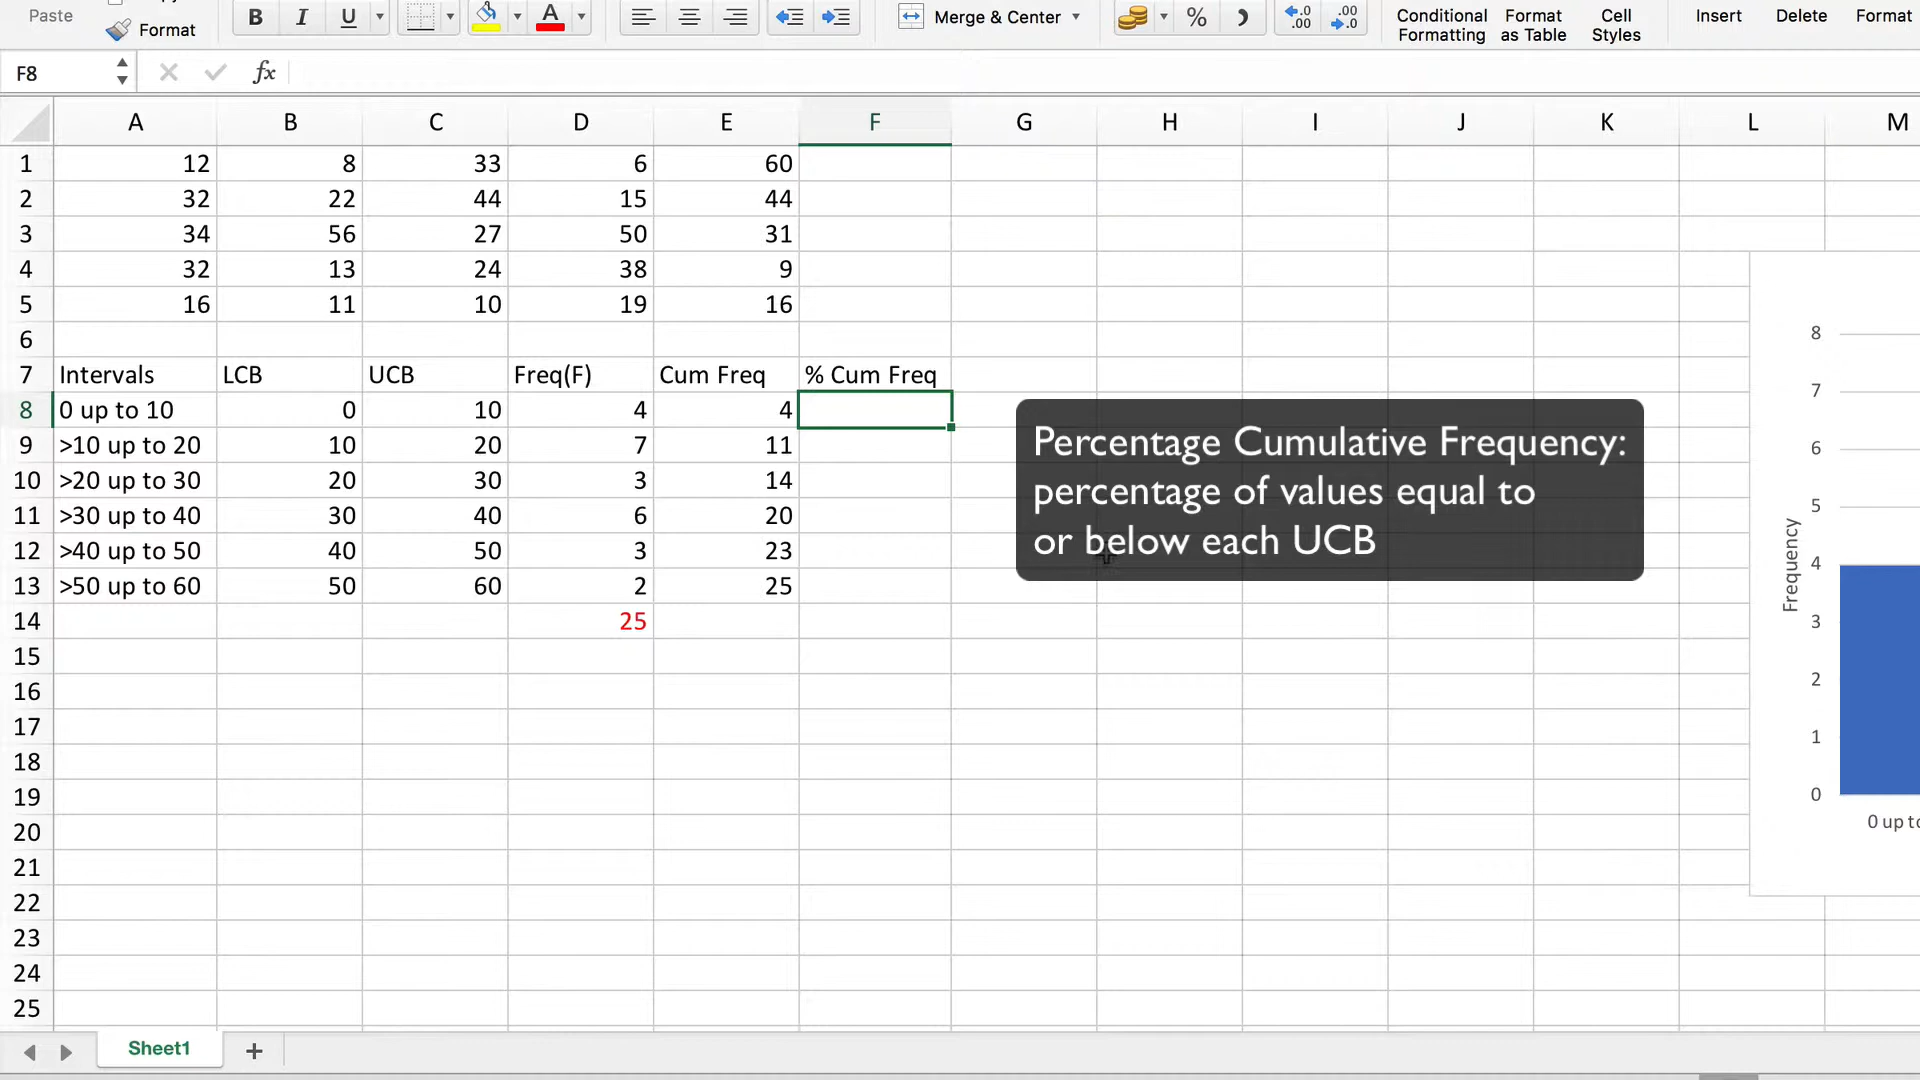 Paste
Format
B I U A
Merge & Center
%
.0 .00
.00 .0
Conditional Formatting
Format as Table
Cell Styles
Insert
Delete
Format
F8
fx
A B C D E F G H I J K L M
1 12 8 33 6 60
2 32 22 44 15 44
3 34 56 27 50 31
4 32 13 24 38 9
5 16 11 10 19 16
6
7 Intervals LCB UCB Freq(F) Cum Freq % Cum Freq
8 0 up to 10 0 10 4 4
9 >10 up to 20 10 20 7 11
10 >20 up to 30 20 30 3 14
11 >30 up to 40 30 40 6 20
12 >40 up to 50 40 50 3 23
13 >50 up to 60 50 60 2 25
14 25
15
16
17
18
19
20
21
22
23
24
25
Percentage Cumulative Frequency:
percentage of values equal to
or below each UCB
Frequency
8
7
6
5
4
3
2
1
0
0 up to
Sheet1